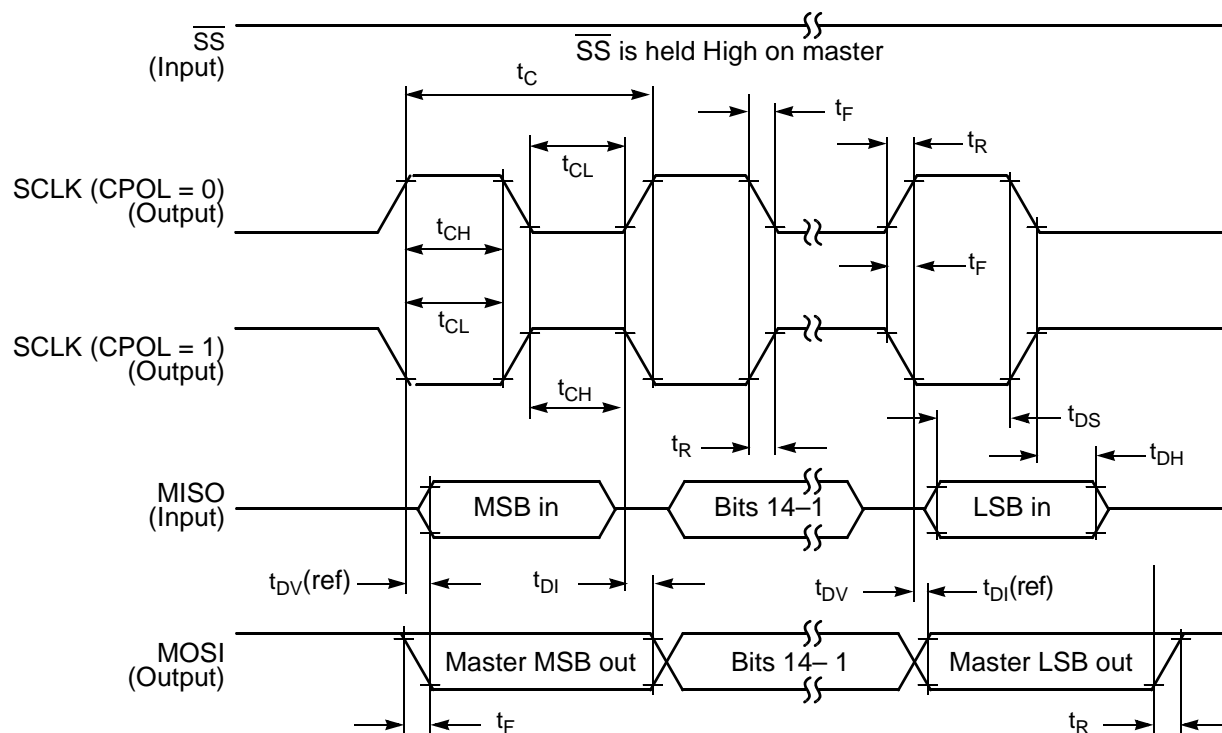 SS
(Input)
SS is held High on master
tC
tF
tR
tCL
SCLK (CPOL = 0)
(Output)
tCH
tF
tCL
SCLK (CPOL = 1)
(Output)
tCH
tDS
tR
tDH
MISO
(Input)
MSB in
Bits 14–1
LSB in
tDV(ref)
tDI
tDV
tDI(ref)
MOSI
(Output)
Master MSB out
Bits 14– 1
Master LSB out
tF
tR